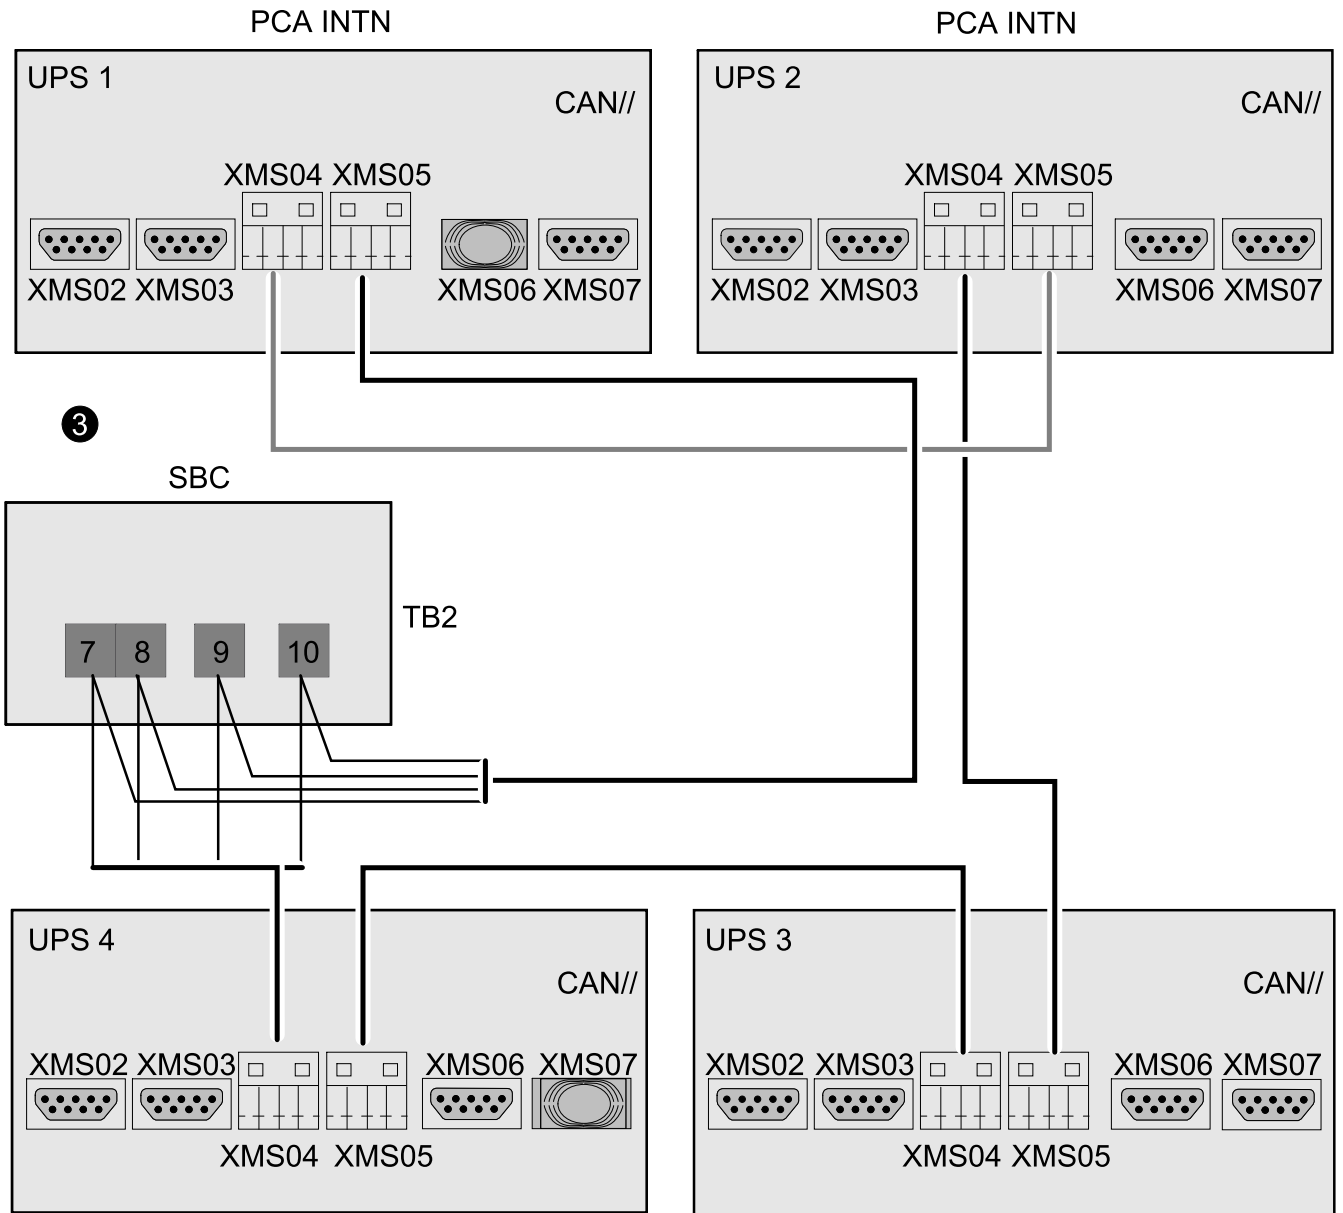 PCA INTN PCA INTN
UPS 1 UPS 2
CAN// CAN//
XMS04 XMS05 XMS04 XMS05
XMS02 XMS03 XMS06 XMS07 XMS02 XMS03 XMS06 XMS07
3
SBC
TB2
7 8 9 10
UPS 4 UPS 3
CAN// CAN//
XMS02 XMS03 XMS06 XMS07 XMS02 XMS03 XMS06 XMS07
XMS04 XMS05 XMS04 XMS05